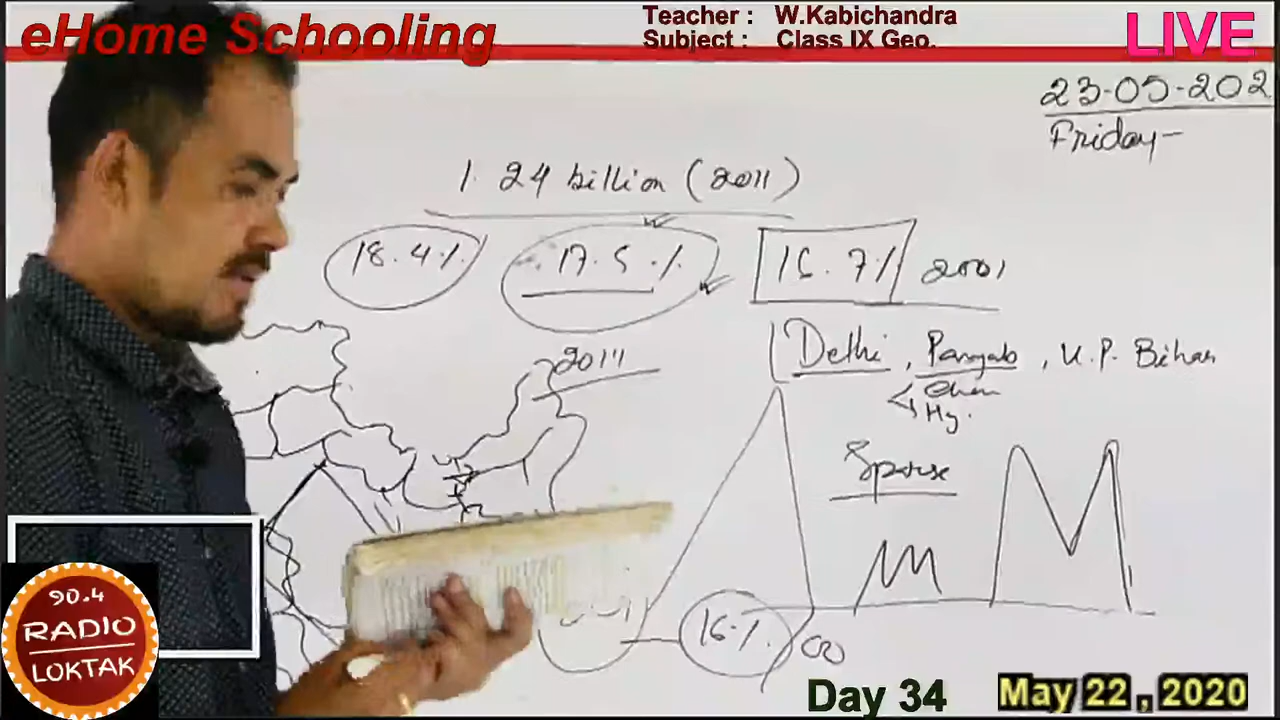 eHome Schooling
Teacher : W.Kabichandra
Subject : Class IX Geo.
LIVE
23-05-202
Friday-
1.24 billion (2011)
18.4% 17.5% 16.7% 2001
2011
Delhi, Panjab, U.P. Bihar
Hy.
Sparse
16%
90.4
RADIO
LOKTAK
Day 34
May 22 , 2020